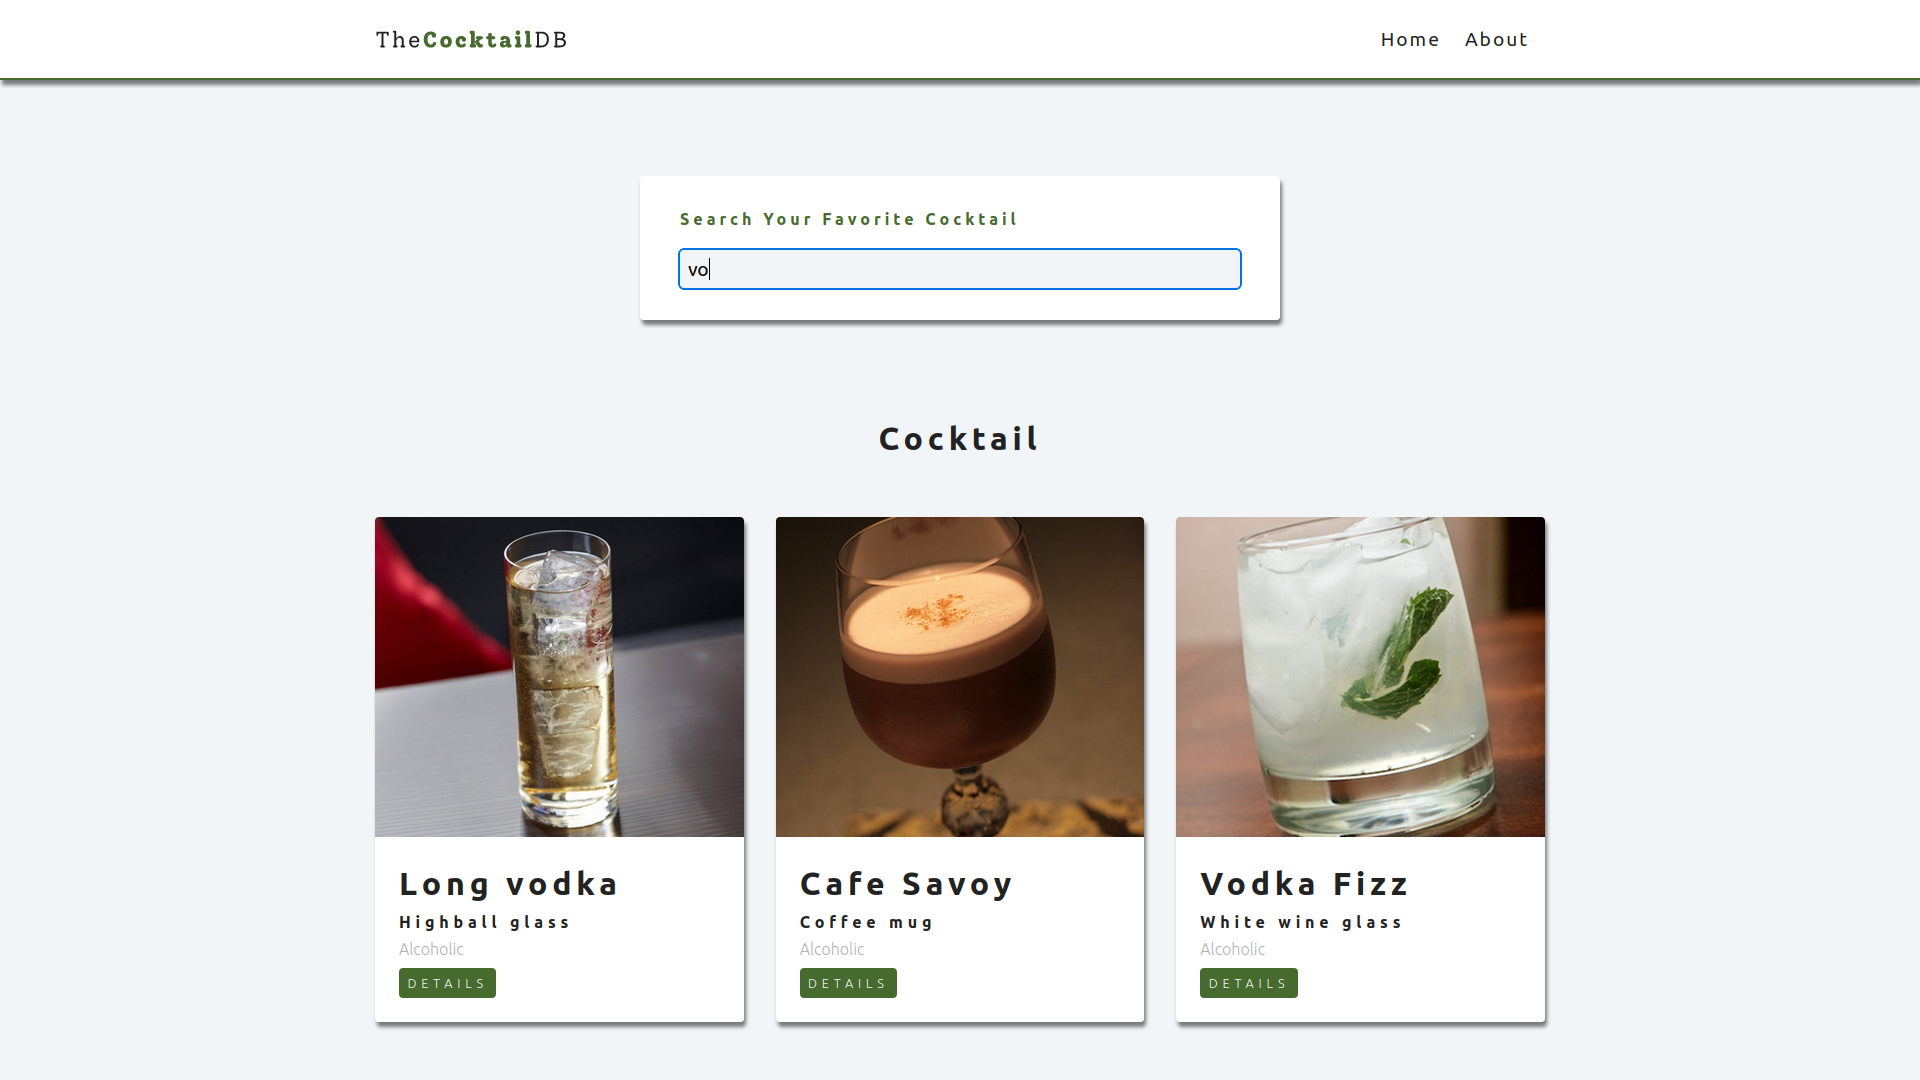 TheCocktailDB
Home About
Search Your Favorite Cocktail
vo
Cocktail
Long vodka
Highball glass
Alcoholic
DETAILS
Cafe Savoy
Coffee mug
Alcoholic
DETAILS
Vodka Fizz
White wine glass
Alcoholic
DETAILS